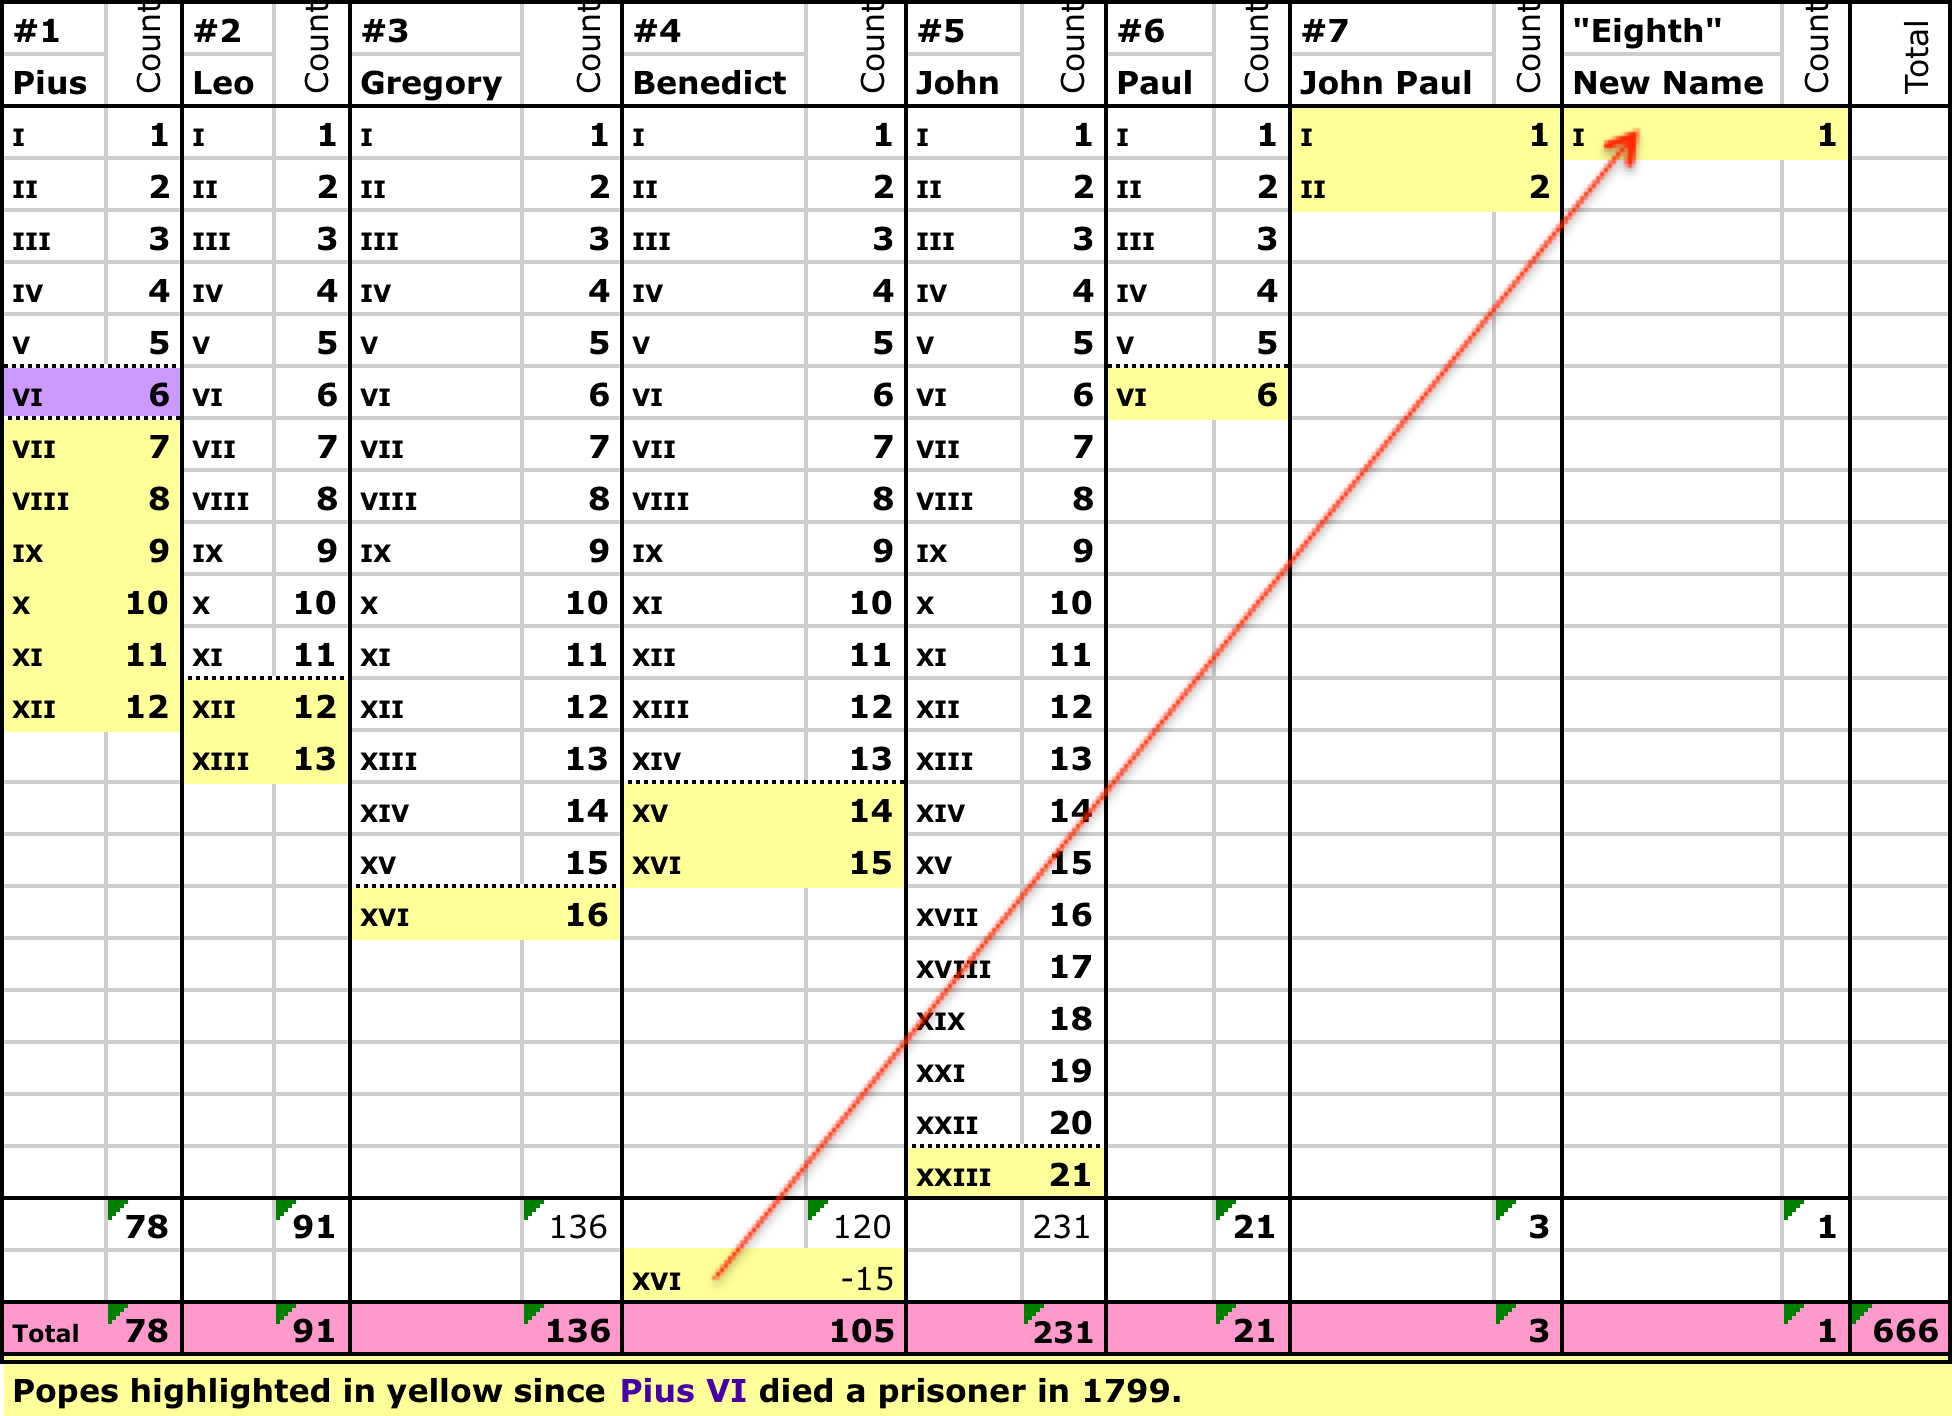 #1 Count #2 Count #3 Count #4 Count #5 Count #6 Count #7 Count "Eighth" Count Total
Pius Leo Gregory Benedict John Paul John Paul New Name
I 1 I 1 I 1 I 1 I 1 I 1 I 1 I 1
II 2 II 2 II 2 II 2 II 2 II 2 II 2
III 3 III 3 III 3 III 3 III 3 III 3
IV 4 IV 4 IV 4 IV 4 IV 4 IV 4
V 5 V 5 V 5 V 5 V 5 V 5
VI 6 VI 6 VI 6 VI 6 VI 6 VI 6
VII 7 VII 7 VII 7 VII 7 VII 7
VIII 8 VIII 8 VIII 8 VIII 8 VIII 8
IX 9 IX 9 IX 9 IX 9 IX 9
X 10 X 10 X 10 XI 10 X 10
XI 11 XI 11 XI 11 XII 11 XI 11
XII 12 XII 12 XII 12 XIII 12 XII 12
XIII 13 XIII 13 XIV 13 XIII 13
XIV 14 XV 14 XIV 14
XV 15 XVI 15 XV 15
XVI 16 XVII 16
XVIII 17
XIX 18
XXI 19
XXII 20
XXIII 21
78 91 136 120 231 21 3 1
XVI -15
Total 78 91 136 105 231 21 3 1 666
Popes highlighted in yellow since Pius VI died a prisoner in 1799.